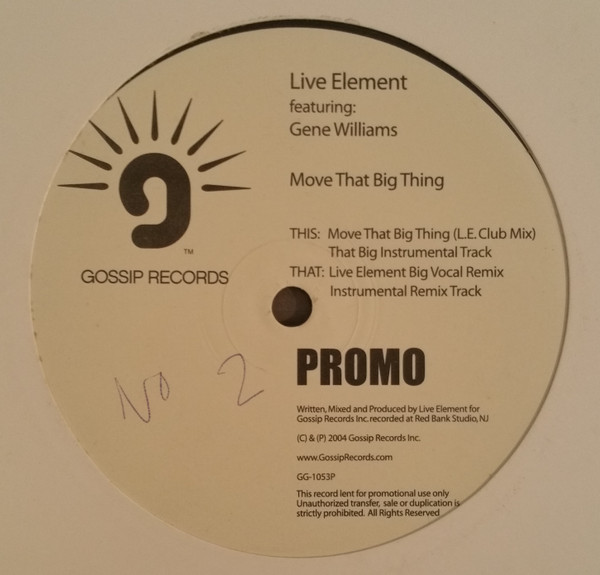 Live Element
featuring:
Gene Williams
Move That Big Thing
THIS: Move That Big Thing (L.E. Club Mix)
That Big Instrumental Track
THAT: Live Element Big Vocal Remix
Instrumental Remix Track
g
TM
GOSSIP RECORDS
PROMO
No 2
Written, Mixed and Produced by Live Element for
Gossip Records Inc. recorded at Red Bank Studio, NJ
(C) & (P) 2004 Gossip Records Inc.
www.GossipRecords.com
GG-1053P
This record lent for promotional use only
Unauthorized transfer, sale or duplication is
strictly prohibited. All Rights Reserved